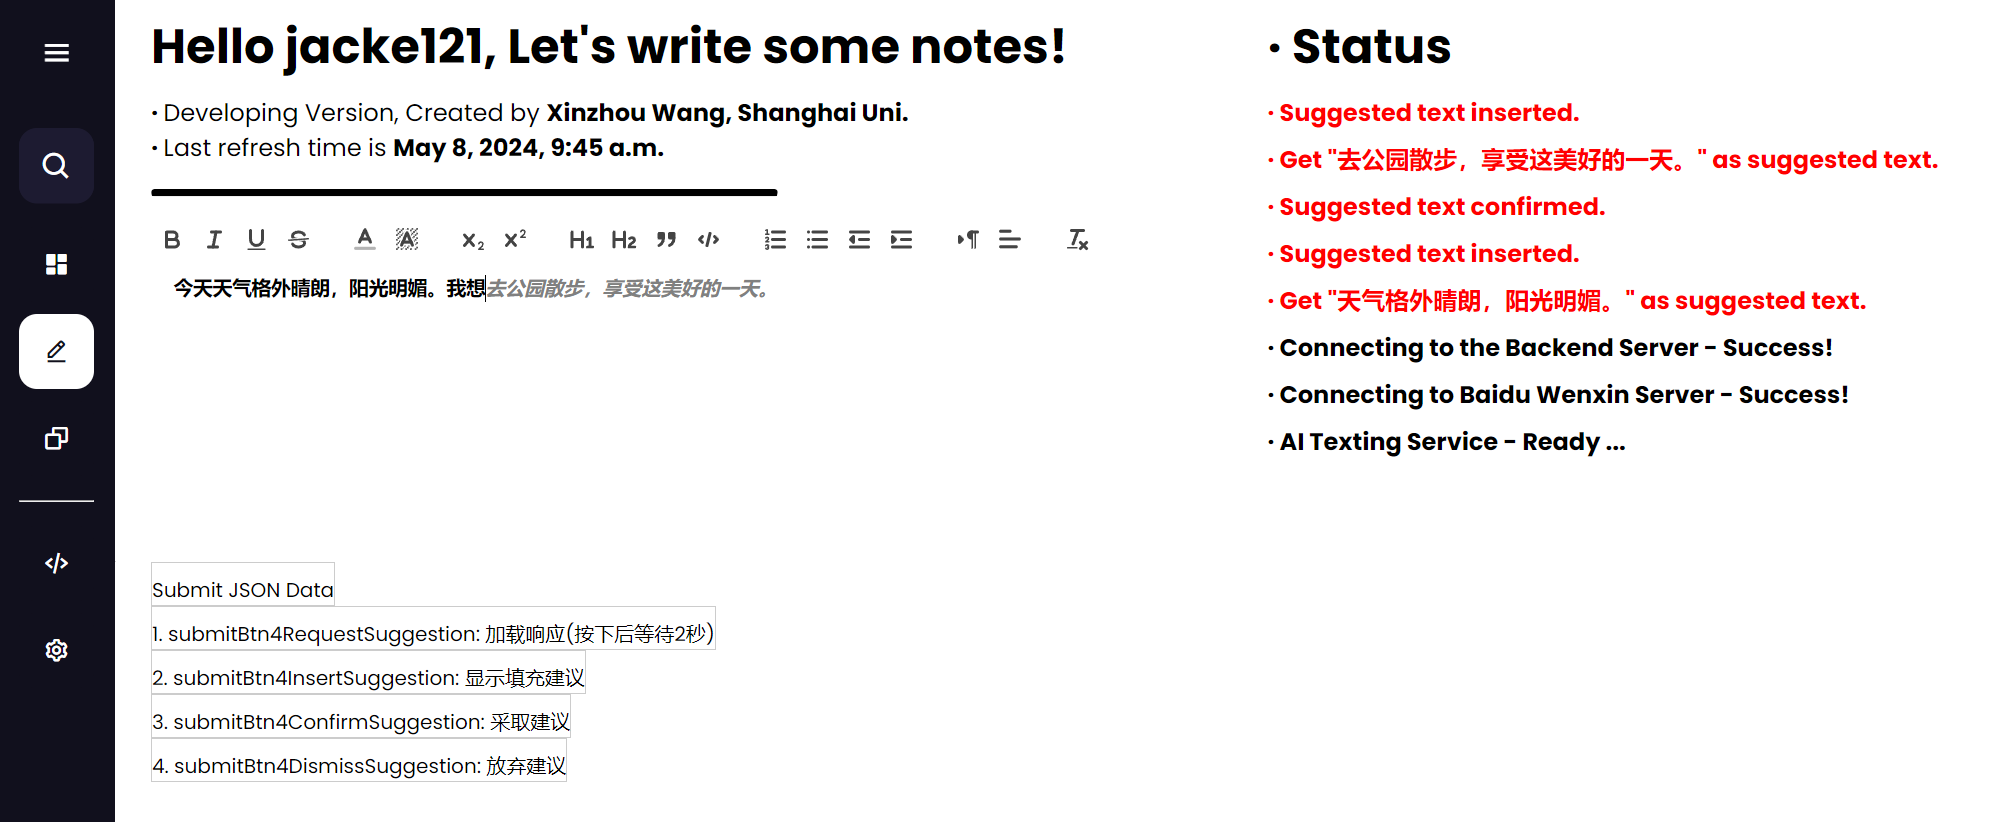 Hello jacke121, Let's write some notes!
· Developing Version, Created by Xinzhou Wang, Shanghai Uni.
· Last refresh time is May 8, 2024, 9:45 a.m.
B I U S A A x₂ x² H1 H2 ” </>
今天天气格外晴朗，阳光明媚。我想去公园散步，享受这美好的一天。
Submit JSON Data
1. submitBtn4RequestSuggestion: 加载响应(按下后等待2秒)
2. submitBtn4InsertSuggestion: 显示填充建议
3. submitBtn4ConfirmSuggestion: 采取建议
4. submitBtn4DismissSuggestion: 放弃建议
· Status
· Suggested text inserted.
· Get "去公园散步，享受这美好的一天。" as suggested text.
· Suggested text confirmed.
· Suggested text inserted.
· Get "天气格外晴朗，阳光明媚。" as suggested text.
· Connecting to the Backend Server - Success!
· Connecting to Baidu Wenxin Server - Success!
· AI Texting Service - Ready ...